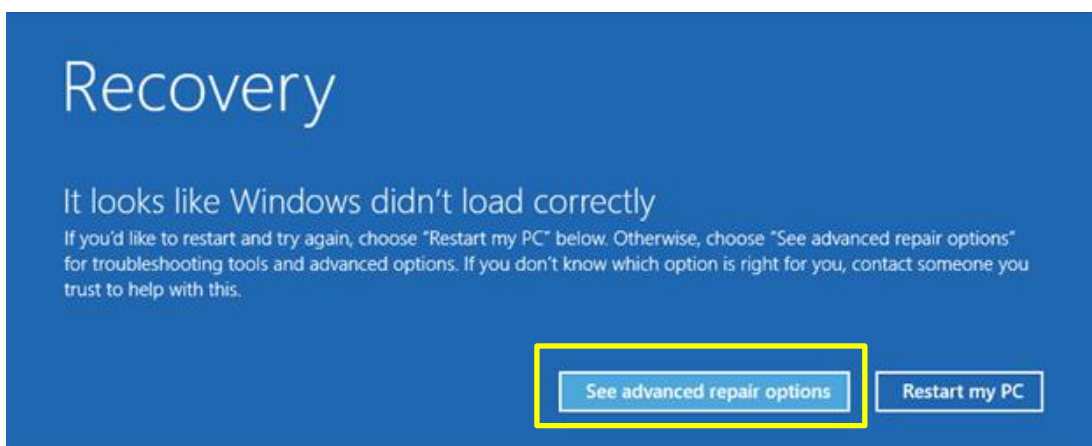 Recovery
It looks like Windows didn't load correctly
If you'd like to restart and try again, choose "Restart my PC" below. Otherwise, choose "See advanced repair options"
for troubleshooting tools and advanced options. If you don't know which option is right for you, contact someone you
trust to help with this.
See advanced repair options
Restart my PC